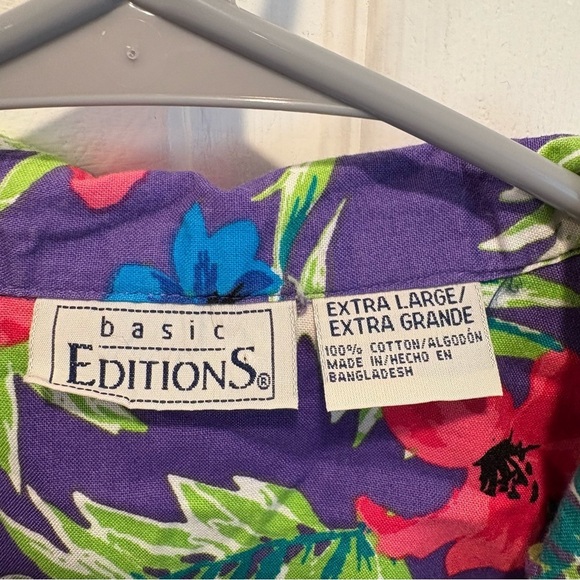 basic
EDITIONS®
EXTRA LARGE/
EXTRA GRANDE
100% COTTON/ALGODÓN
MADE IN/HECHO EN
BANGLADESH